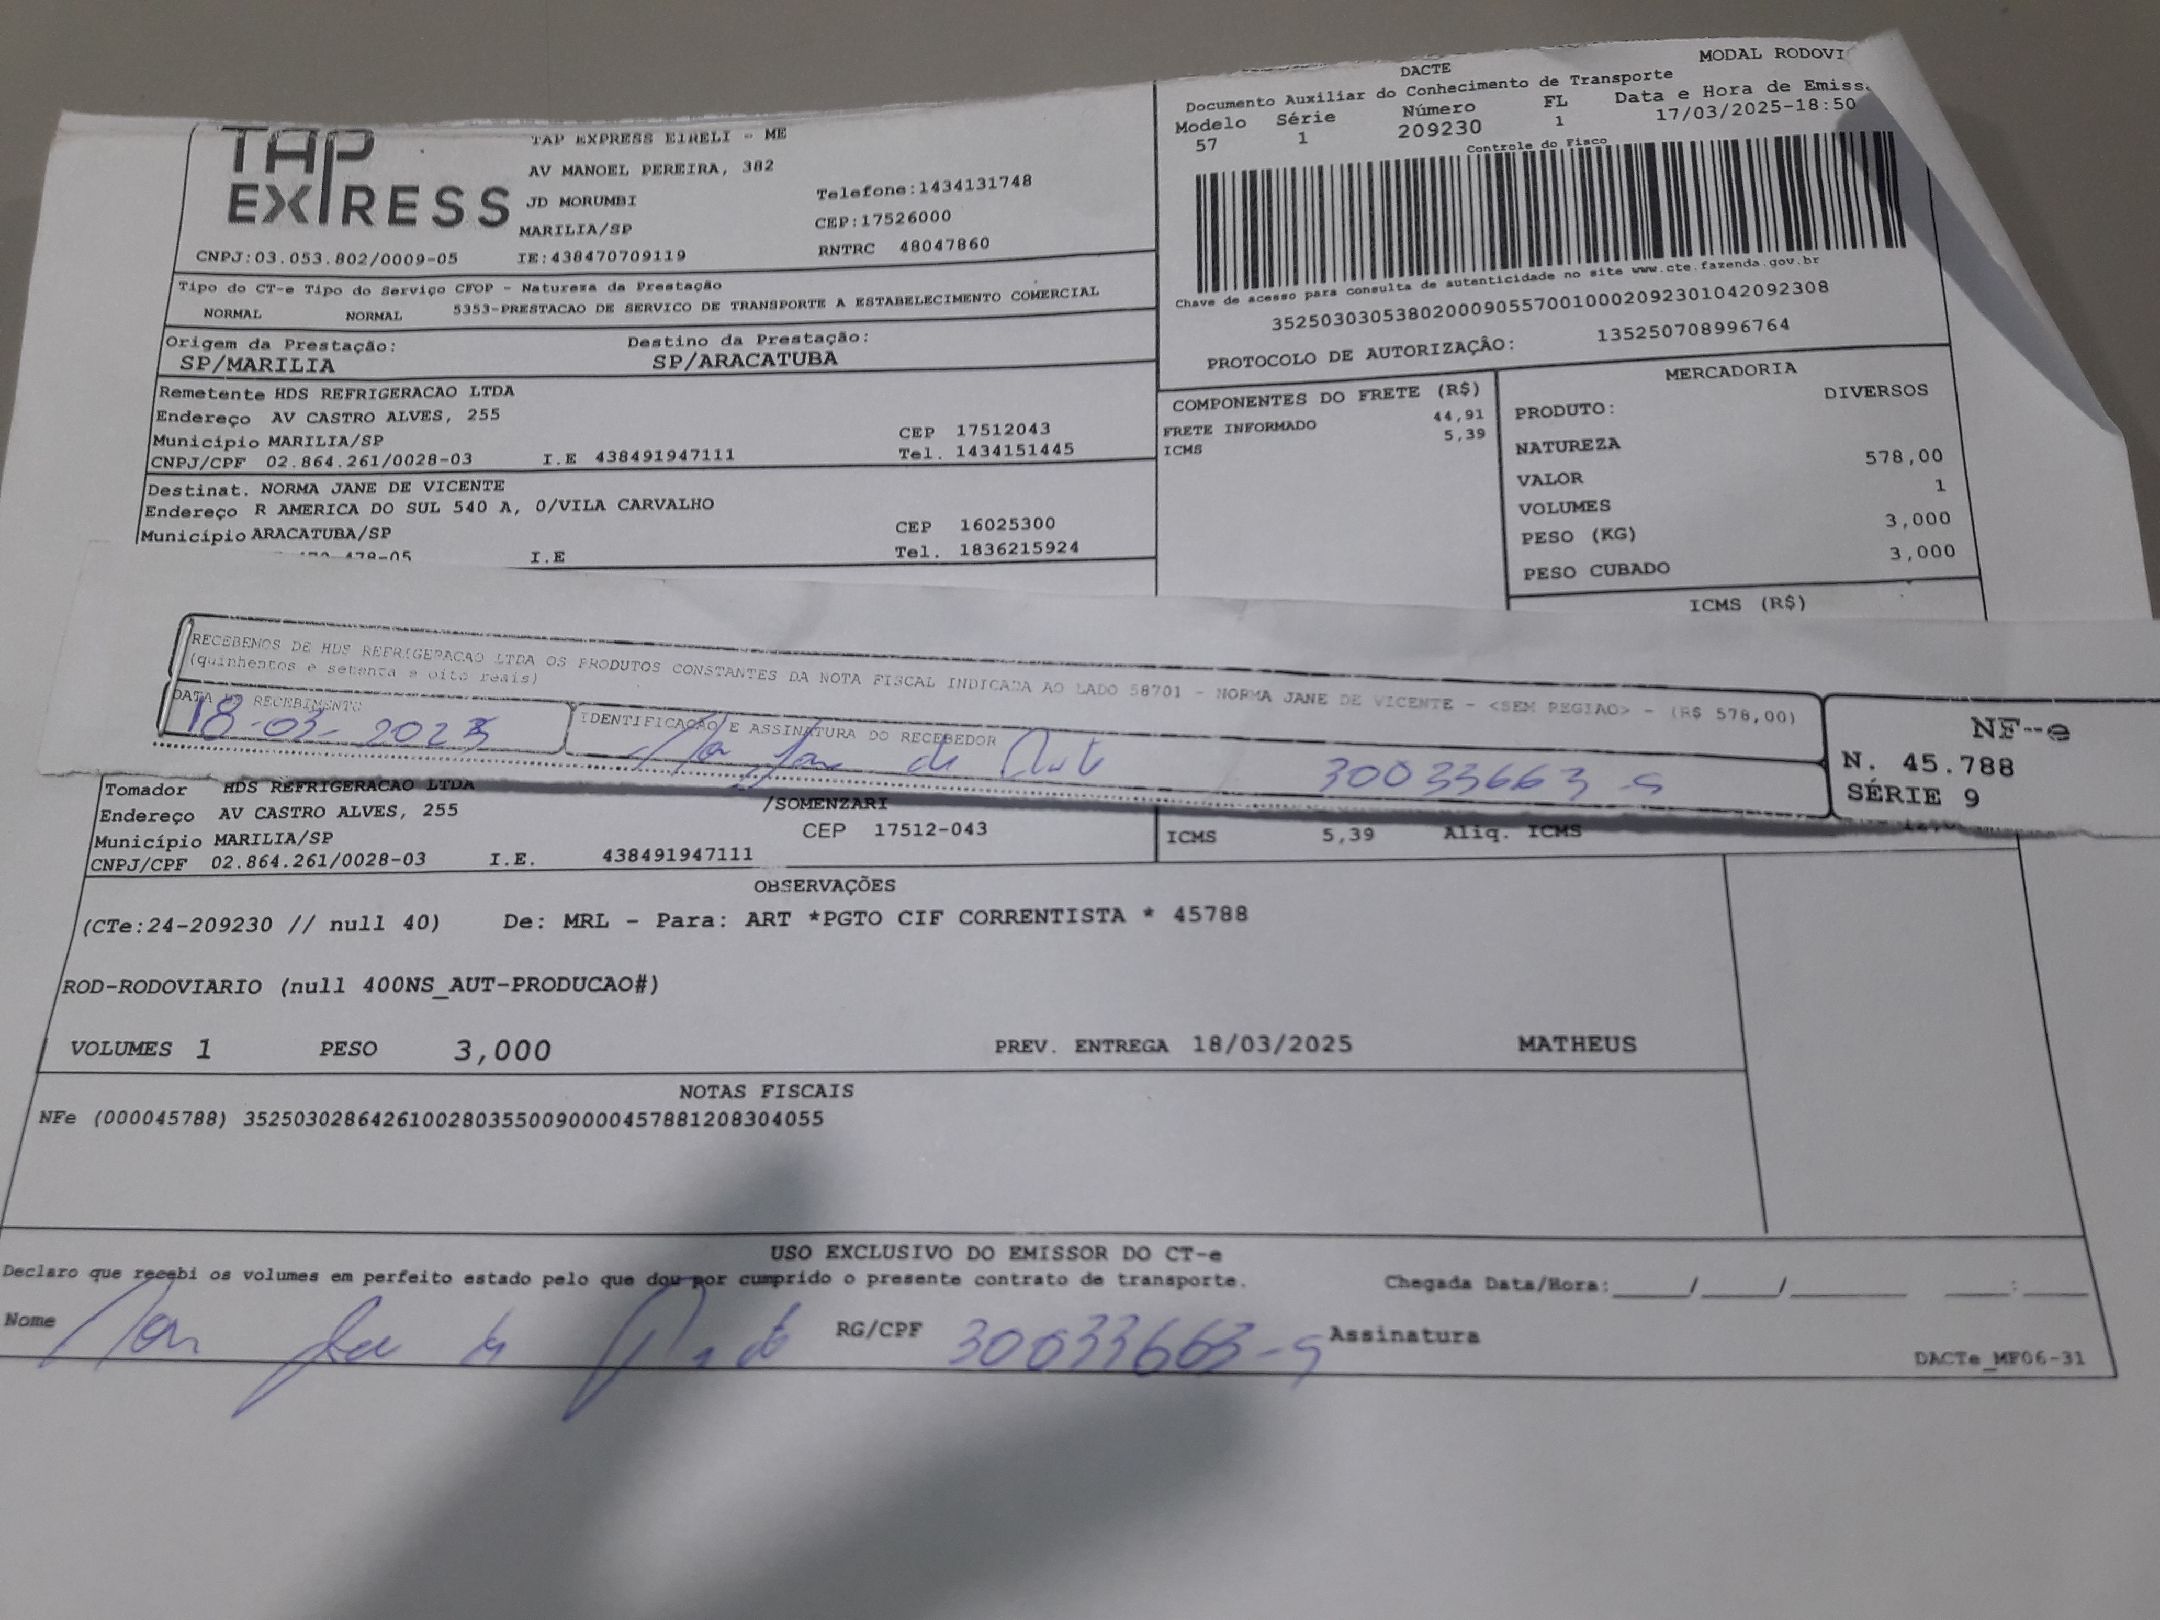 TAP EXPRESS
TAP EXPRESS EIRELI - ME
AV MANOEL PEREIRA, 382
JD MORUMBI
MARILIA/SP
Telefone:1434131748
CEP:17526000
RNTRC 48047860
CNPJ:03.053.802/0009-05 IE:438470709119
DACTE
MODAL RODOVI
Documento Auxiliar do Conhecimento de Transporte
Modelo Série Número FL Data e Hora de Emiss
57 1 209230 1 17/03/2025-18:50
Controle do Fisco
Chave de acesso para consulta de autenticidade no site www.cte.fazenda.gov.br
35250303053802000905570010002092301042092308
PROTOCOLO DE AUTORIZAÇÃO: 135250708996764
Tipo do CT-e Tipo do Serviço CFOP - Natureza da Prestação
NORMAL NORMAL 5353-PRESTACAO DE SERVICO DE TRANSPORTE A ESTABELECIMENTO COMERCIAL
Origem da Prestação: Destino da Prestação:
SP/MARILIA SP/ARACATUBA
Remetente HDS REFRIGERACAO LTDA
Endereço AV CASTRO ALVES, 255
Município MARILIA/SP CEP 17512043
CNPJ/CPF 02.864.261/0028-03 I.E 438491947111 Tel. 1434151445
Destinat. NORMA JANE DE VICENTE
Endereço R AMERICA DO SUL 540 A, 0/VILA CARVALHO
Município ARACATUBA/SP CEP 16025300
478-05 I.E Tel. 1836215924
COMPONENTES DO FRETE (R$)
FRETE INFORMADO 44,91
ICMS 5,39
MERCADORIA
PRODUTO: DIVERSOS
NATUREZA
VALOR 578,00
VOLUMES 1
PESO (KG) 3,000
PESO CUBADO 3,000
ICMS (R$)
RECEBEMOS DE HDS REFRIGERACAO LTDA OS PRODUTOS CONSTANTES DA NOTA FISCAL INDICADA AO LADO 58701 - NORMA JANE DE VICENTE - <SEM REGIAO> - (R$ 578,00)
(quinhentos e setenta e oito reais)
DATA DE RECEBIMENTO
18-03-2025
IDENTIFICAÇÃO E ASSINATURA DO RECEBEDOR
30033663
NF-e
N. 45.788
SÉRIE 9
Tomador HDS REFRIGERACAO LTDA
Endereço AV CASTRO ALVES, 255 /SOMENZARI
Município MARILIA/SP CEP 17512-043
CNPJ/CPF 02.864.261/0028-03 I.E. 438491947111
ICMS 5,39 Aliq. ICMS
OBSERVAÇÕES
(CTe:24-209230 // null 40) De: MRL - Para: ART *PGTO CIF CORRENTISTA * 45788
ROD-RODOVIARIO (null 400NS_AUT-PRODUCAO#)
VOLUMES 1 PESO 3,000 PREV. ENTREGA 18/03/2025 MATHEUS
NOTAS FISCAIS
NFe (000045788) 35250302864261002803550090000457881208304055
USO EXCLUSIVO DO EMISSOR DO CT-e
Declaro que recebi os volumes em perfeito estado pelo que dou por cumprido o presente contrato de transporte. Chegada Data/Hora:_____/_____/_________ ____:_____
Nome RG/CPF 30033663 Assinatura
DACTe_MF06-31